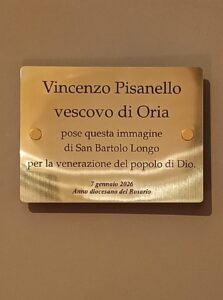 Vincenzo Pisanello
vescovo di Oria
pose questa immagine
di San Bartolo Longo
per la venerazione del popolo di Dio.
7 gennaio 2026
Anno diocesano del Rosario